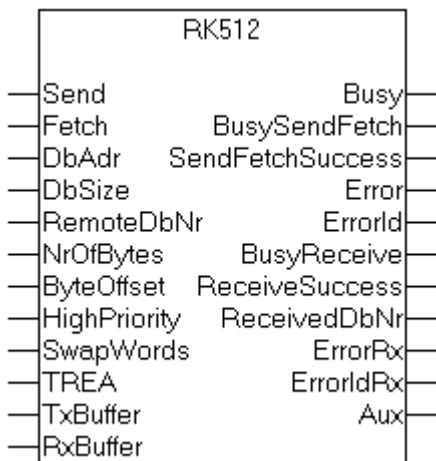 RK512
Send Busy
Fetch BusySendFetch
DbAdr SendFetchSuccess
DbSize Error
RemoteDbNr ErrorId
NrOfBytes BusyReceive
ByteOffset ReceiveSuccess
HighPriority ReceivedDbNr
SwapWords ErrorRx
TREA ErrorIdRx
TxBuffer Aux
RxBuffer